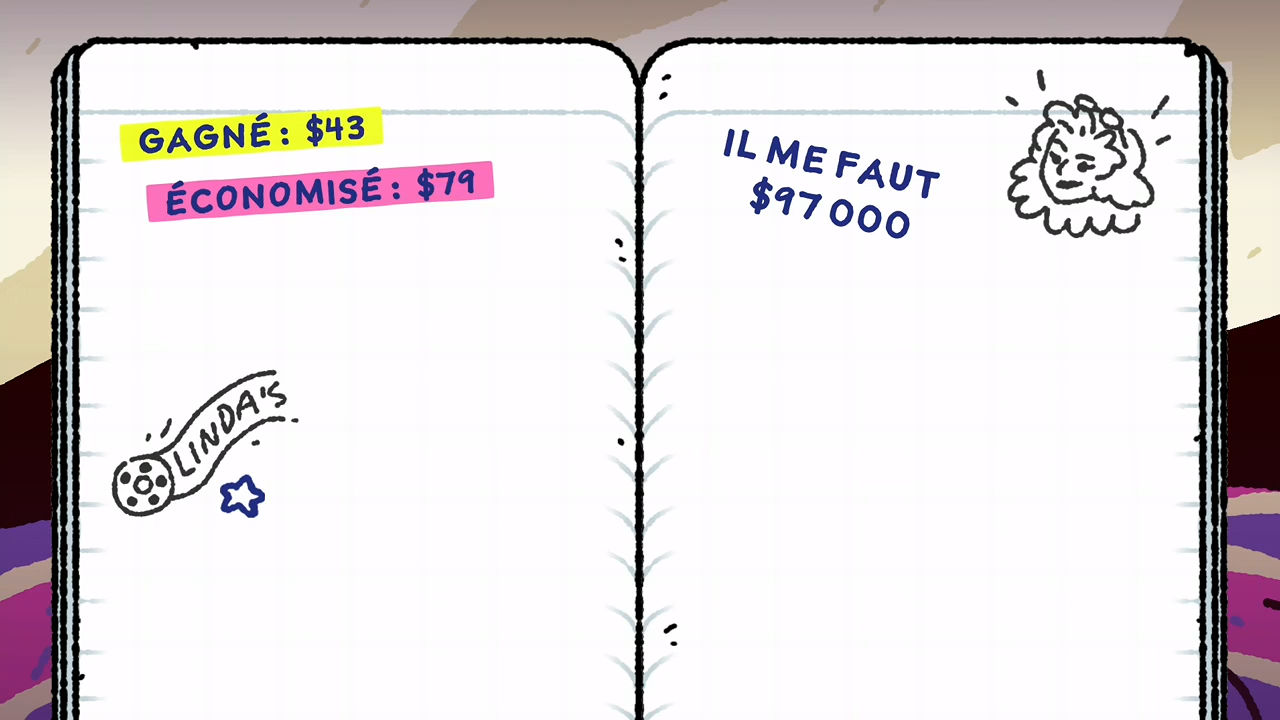 GAGNÉ : $43
ÉCONOMISÉ : $79
LINDA'S
IL ME FAUT
$97 000